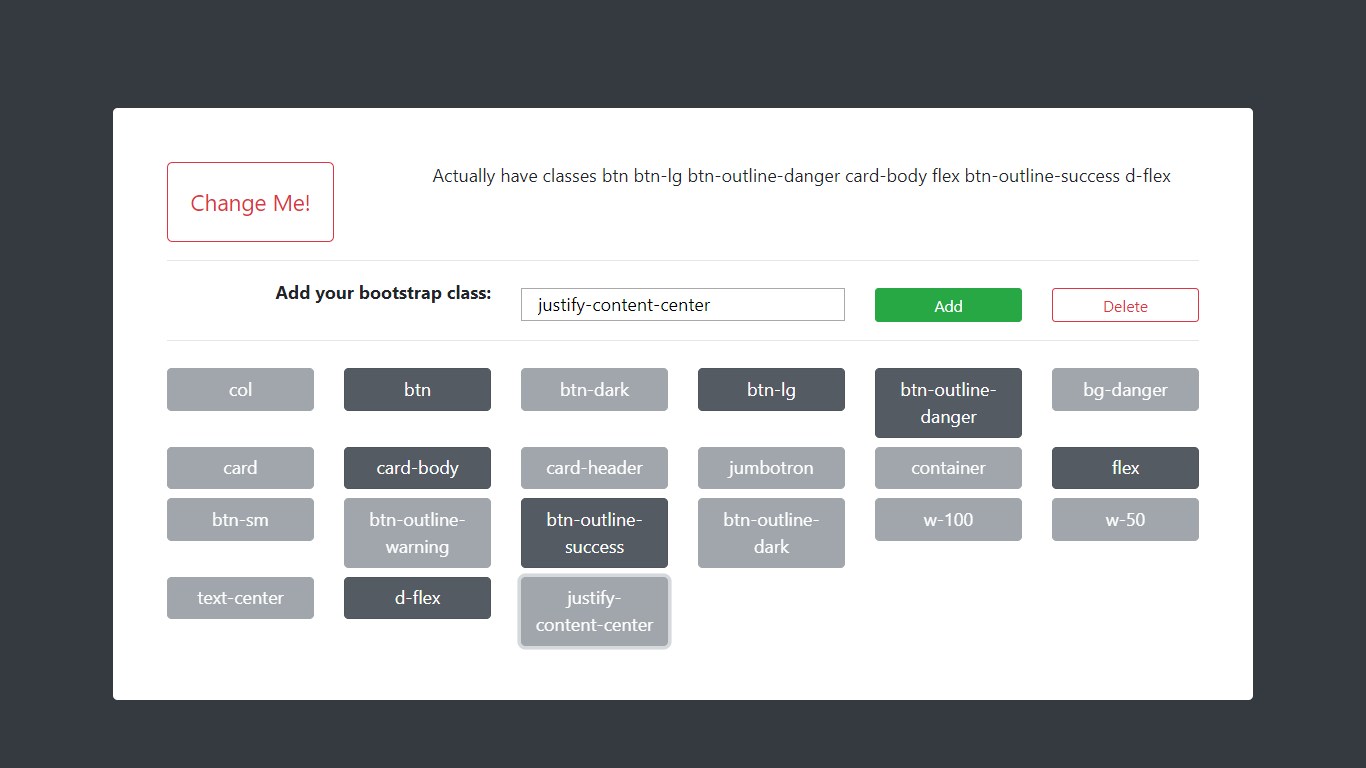 Change Me!
Actually have classes btn btn-lg btn-outline-danger card-body flex btn-outline-success d-flex
Add your bootstrap class:
justify-content-center
Add
Delete
col
btn
btn-dark
btn-lg
btn-outline-
danger
bg-danger
card
card-body
card-header
jumbotron
container
flex
btn-sm
btn-outline-
warning
btn-outline-
success
btn-outline-
dark
w-100
w-50
text-center
d-flex
justify-
content-center